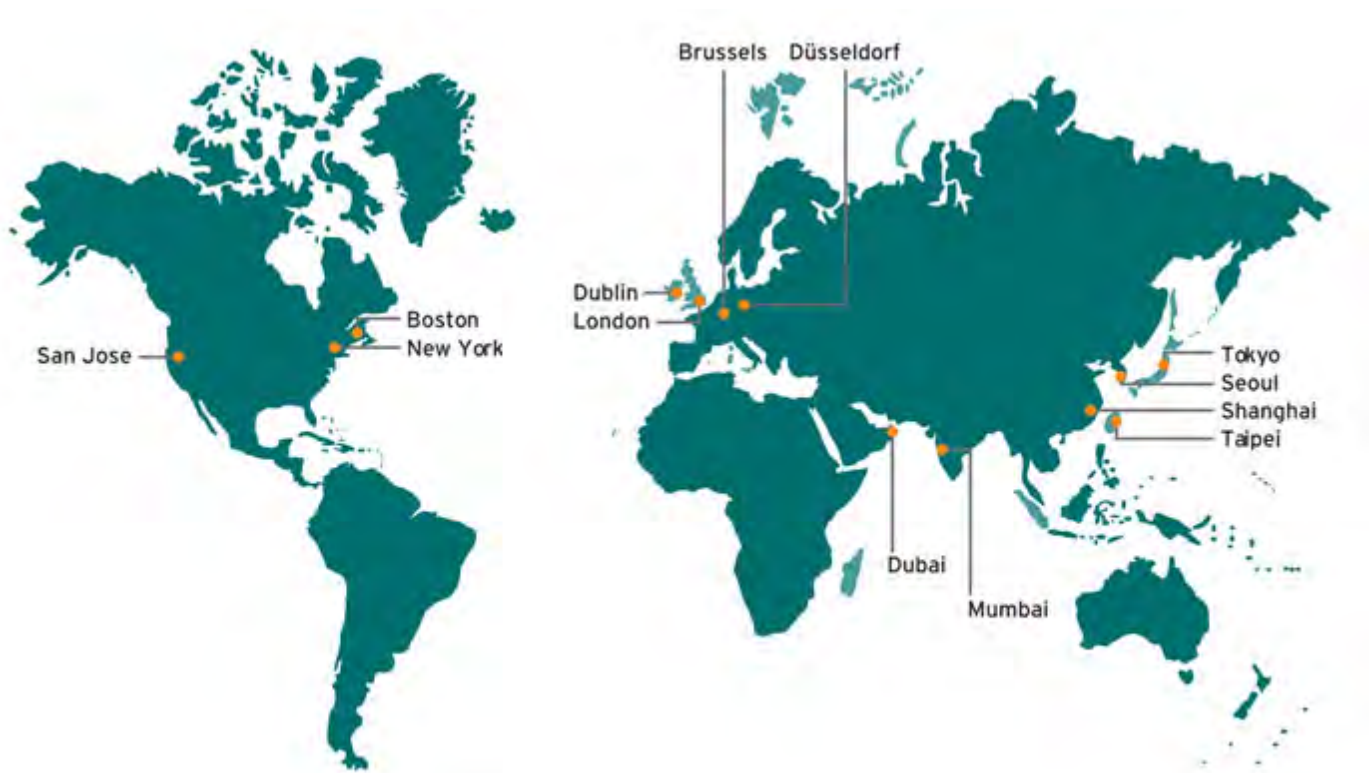 Brussels Düsseldorf
Dublin
London
Boston
New York
San Jose
Tokyo
Seoul
Shanghai
Taipei
Dubai
Mumbai